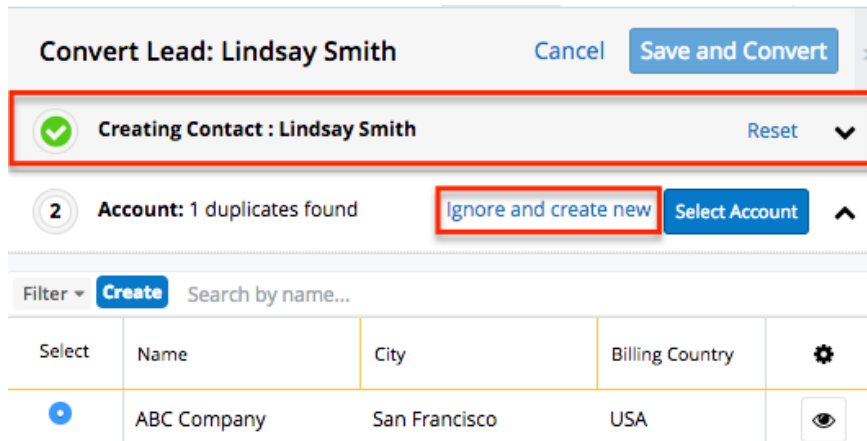 Convert Lead: Lindsay Smith Cancel Save and Convert
Creating Contact : Lindsay Smith Reset
2 Account: 1 duplicates found Ignore and create new Select Account
Filter Create Search by name...
Select Name City Billing Country
ABC Company San Francisco USA